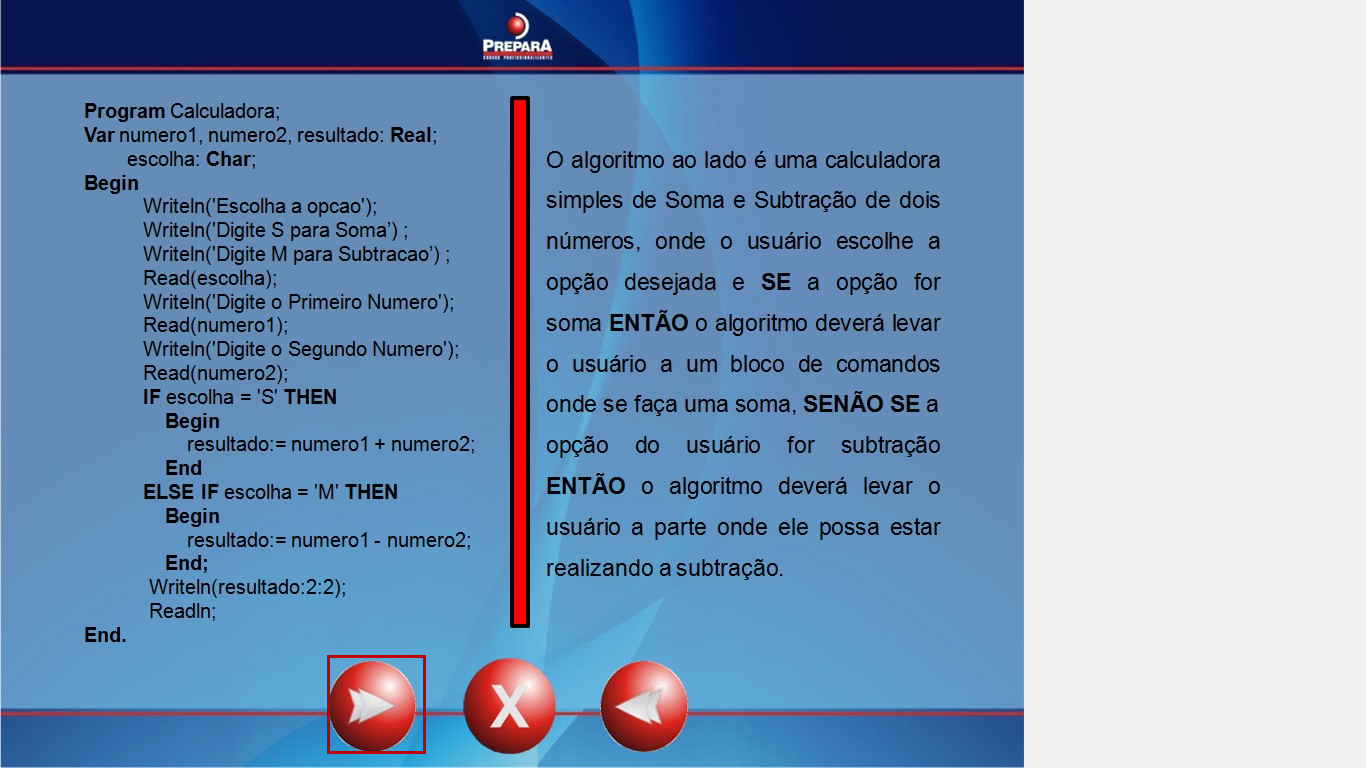 PREPARA
CURSOS PROFISSIONALIZANTES
Program Calculadora;
Var numero1, numero2, resultado: Real;
escolha: Char;
Begin
Writeln('Escolha a opcao');
Writeln('Digite S para Soma’) ;
Writeln('Digite M para Subtracao’) ;
Read(escolha);
Writeln('Digite o Primeiro Numero');
Read(numero1);
Writeln('Digite o Segundo Numero');
Read(numero2);
IF escolha = 'S' THEN
Begin
resultado:= numero1 + numero2;
End
ELSE IF escolha = 'M' THEN
Begin
resultado:= numero1 - numero2;
End;
Writeln(resultado:2:2);
Readln;
End.
O algoritmo ao lado é uma calculadora
simples de Soma e Subtração de dois
números, onde o usuário escolhe a
opção desejada e SE a opção for
soma ENTÃO o algoritmo deverá levar
o usuário a um bloco de comandos
onde se faça uma soma, SENÃO SE a
opção do usuário for subtração
ENTÃO o algoritmo deverá levar o
usuário a parte onde ele possa estar
realizando a subtração.
X